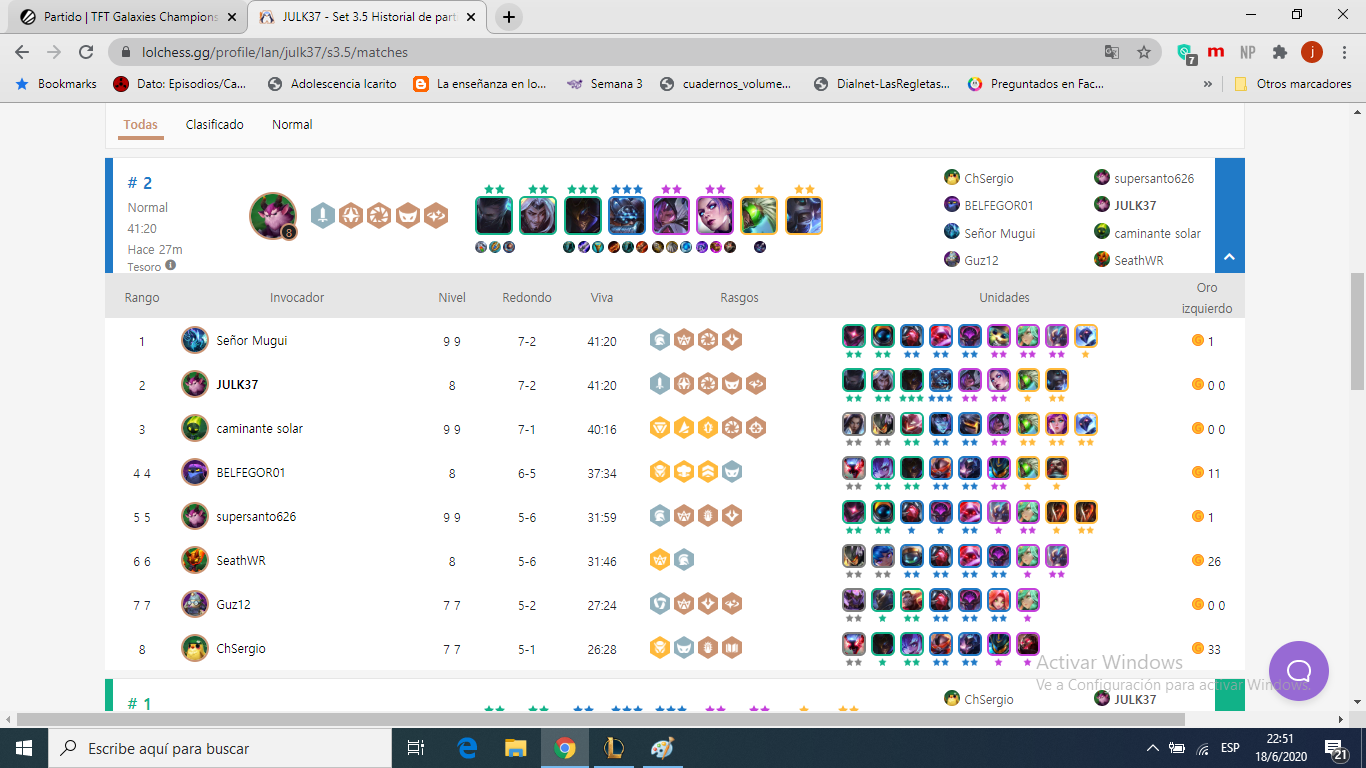 Partido | TFT Galaxies Champions
JULK37 - Set 3.5 Historial de part
lolchess.gg/profile/lan/julk37/s3.5/matches
7
m
NP
j
Bookmarks
Dato: Episodios/Ca...
Adolescencia Icarito
La enseñanza en lo...
Semana 3
cuadernos_volume...
Dialnet-LasRegletas...
Preguntados en Fac...
»
Otros marcadores
Todas Clasificado Normal
# 2
Normal
41:20
Hace 27m
Tesoro
8
ChSergio supersanto626
BELFEGOR01 JULK37
Señor Mugui caminante solar
Guz12 SeathWR
Rango Invocador Nivel Redondo Viva Rasgos Unidades Oro izquierdo
1 Señor Mugui 9 9 7-2 41:20 1
2 JULK37 8 7-2 41:20 0 0
3 caminante solar 9 9 7-1 40:16 0 0
4 4 BELFEGOR01 8 6-5 37:34 11
5 5 supersanto626 9 9 5-6 31:59 1
6 6 SeathWR 8 5-6 31:46 26
7 7 Guz12 7 7 5-2 27:24 0 0
8 ChSergio 7 7 5-1 26:28 33
Activar Windows
Ve a Configuración para activar Windows.
# 1
ChSergio JULK37
Escribe aquí para buscar
ESP
22:51
18/6/2020
21